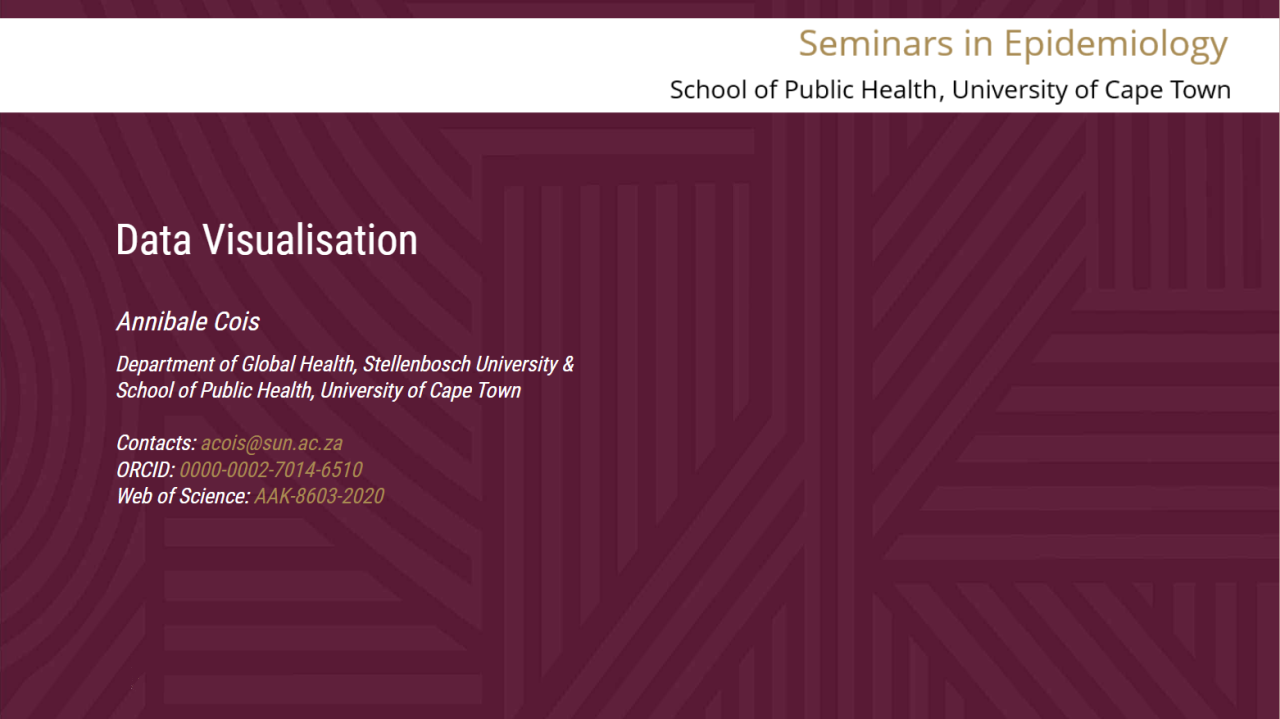 Seminars in Epidemiology
School of Public Health, University of Cape Town
Data Visualisation
Annibale Cois
Department of Global Health, Stellenbosch University &
School of Public Health, University of Cape Town
Contacts: acois@sun.ac.za
ORCID: 0000-0002-7014-6510
Web of Science: AAK-8603-2020